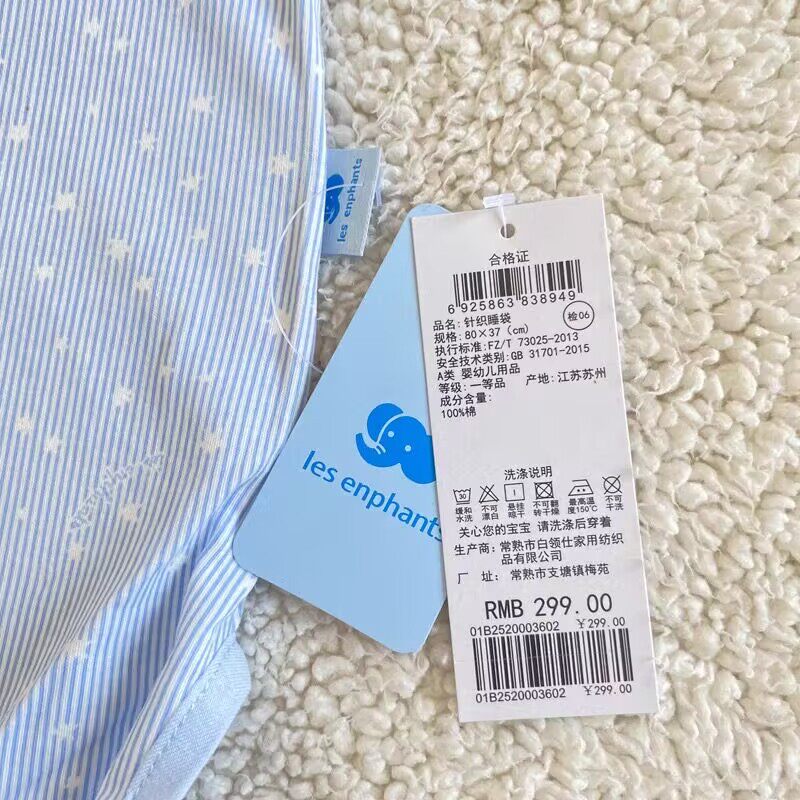 les enphants
les enphants
合格证
6 925863 838949
品名: 针织睡袋
规格: 80×37 (cm)
检06
执行标准: FZ/T 73025-2013
安全技术类别: GB 31701-2015
A类 婴幼儿用品
等级: 一等品 产地: 江苏苏州
成分含量:
100%棉
洗涤说明
30
缓和水洗 不可漂白 悬挂晾干 不可翻转干燥 最高温度150℃ 不可干洗
关心您的宝宝 请洗涤后穿着
生产商: 常熟市白领仕家用纺织
品有限公司
厂 址: 常熟市支塘镇梅苑
RMB 299.00
01B2520003602 ¥299.00
01B2520003602 ¥299.00